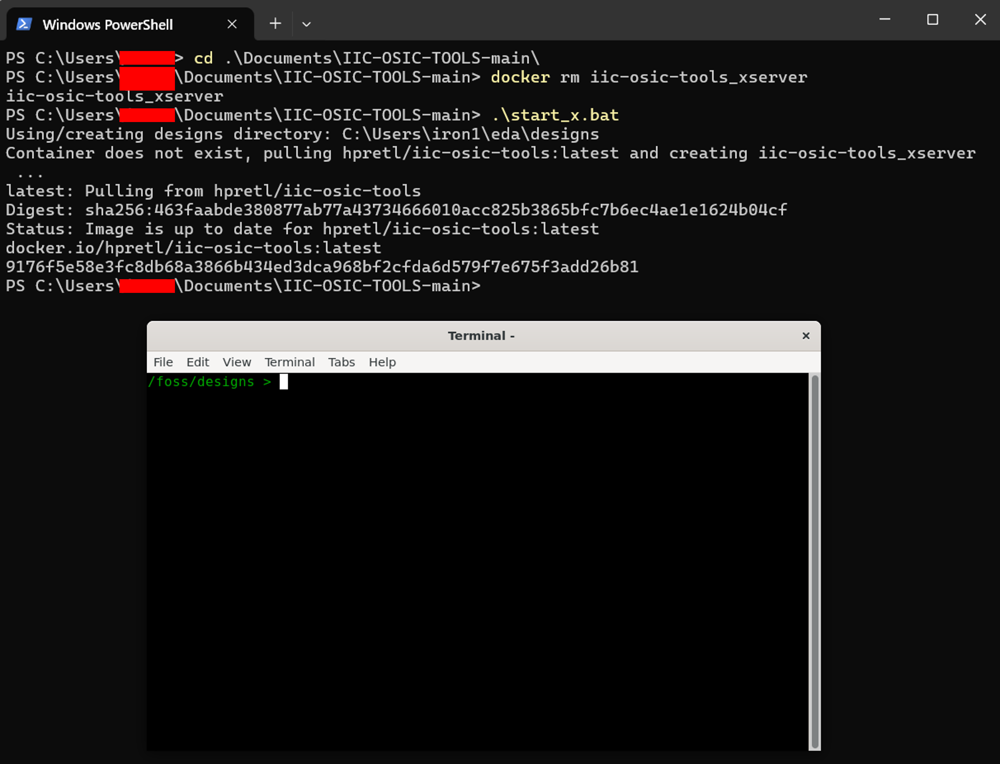 Windows PowerShell
PS C:\Users\> cd .\Documents\IIC-OSIC-TOOLS-main\
PS C:\Users\\Documents\IIC-OSIC-TOOLS-main> docker rm iic-osic-tools_xserver
iic-osic-tools_xserver
PS C:\Users\\Documents\IIC-OSIC-TOOLS-main> .\start_x.bat
Using/creating designs directory: C:\Users\iron1\eda\designs
Container does not exist, pulling hpretl/iic-osic-tools:latest and creating iic-osic-tools_xserver
...
latest: Pulling from hpretl/iic-osic-tools
Digest: sha256:463faabde380877ab77a43734666010acc825b3865bfc7b6ec4ae1e1624b04cf
Status: Image is up to date for hpretl/iic-osic-tools:latest
docker.io/hpretl/iic-osic-tools:latest
9176f5e58e3fc8db68a3866b434ed3dca968bf2cfda6d579f7e675f3add26b81
PS C:\Users\\Documents\IIC-OSIC-TOOLS-main>
Terminal -
File Edit View Terminal Tabs Help
/foss/designs >